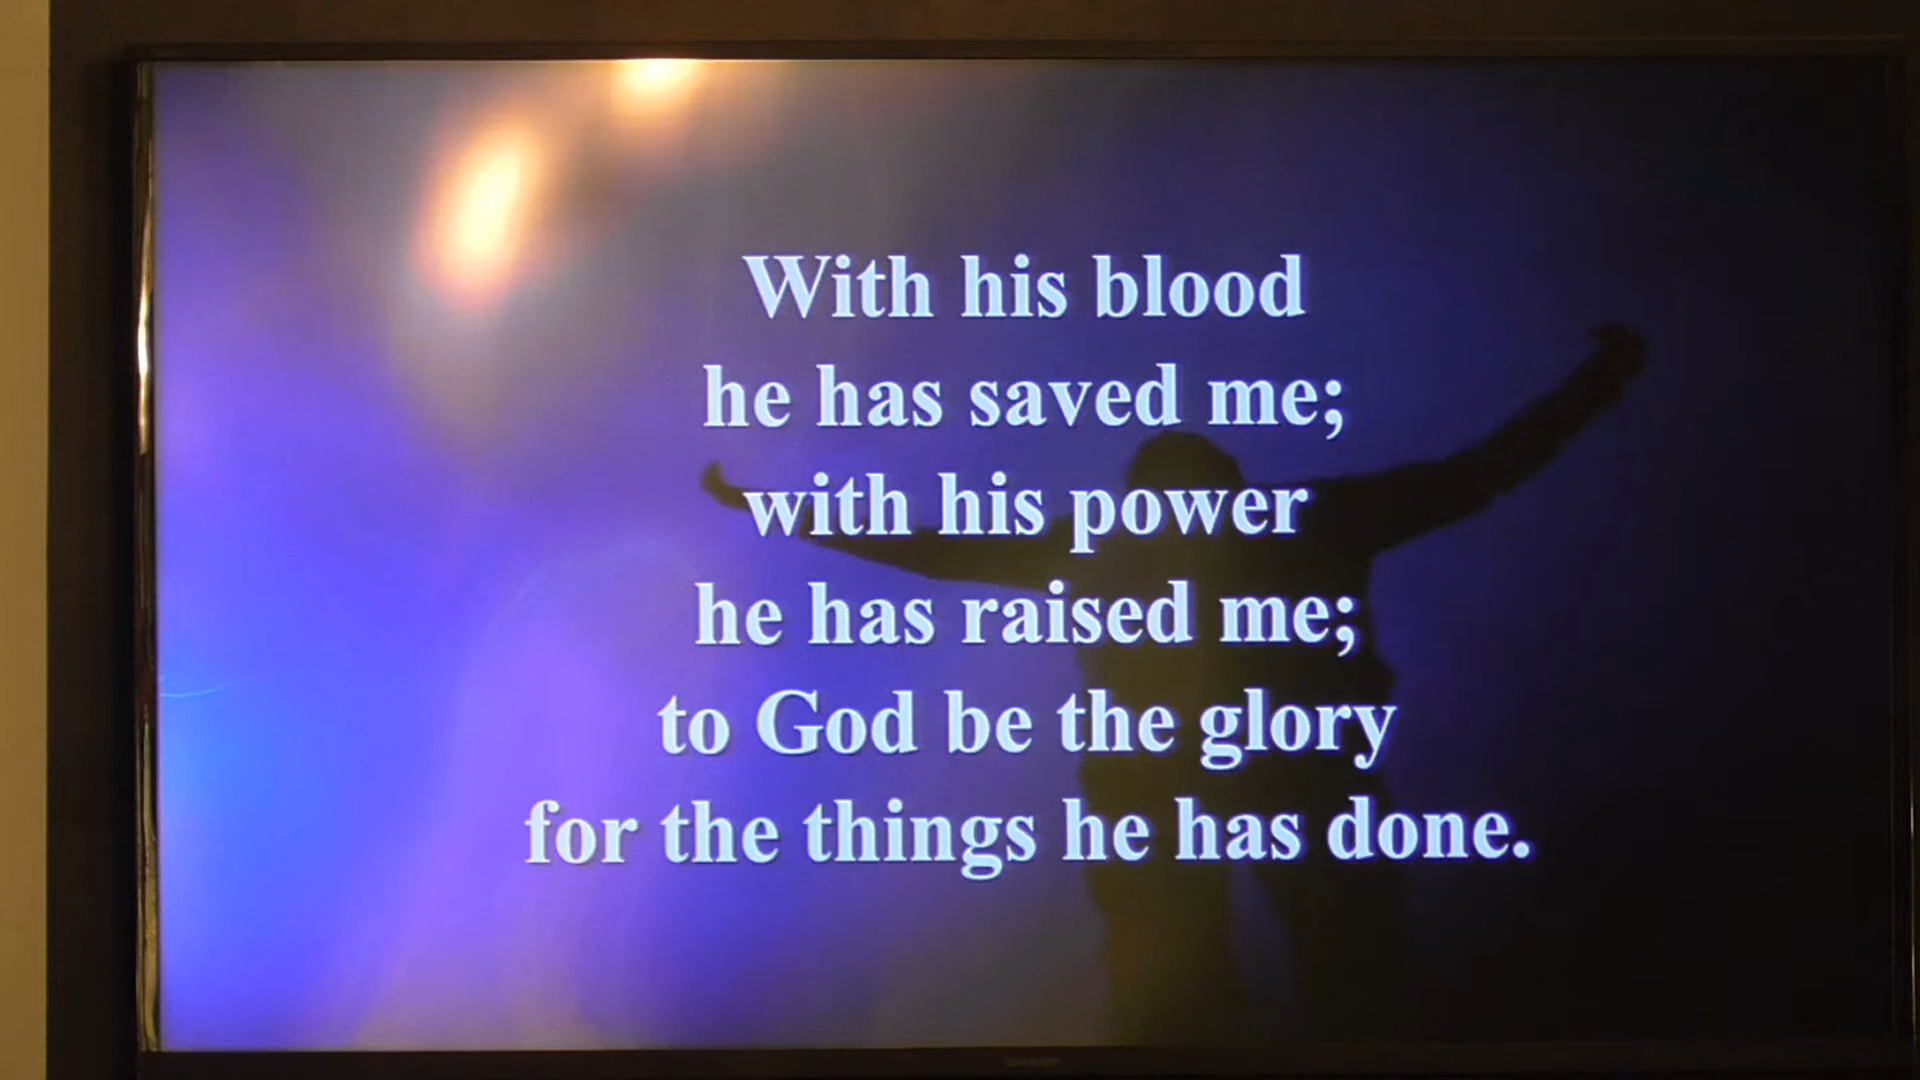 With his blood
he has saved me;
with his power
he has raised me;
to God be the glory
for the things he has done.